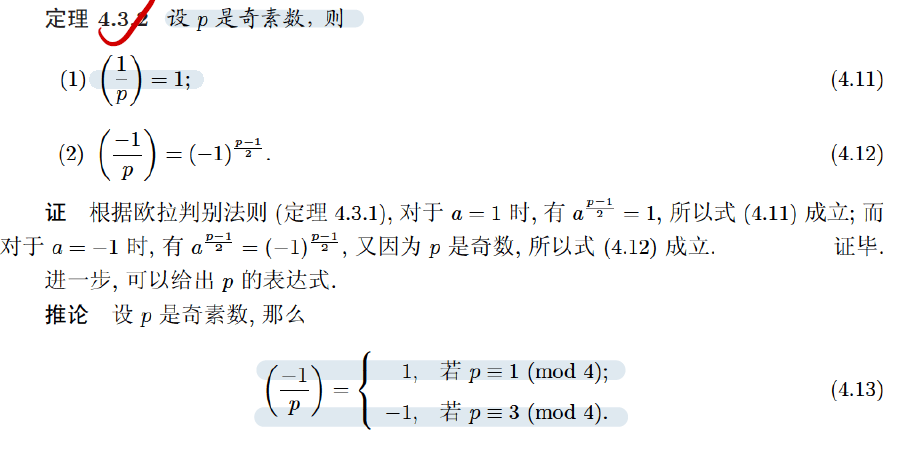 定理 4.3.2 设 p 是奇素数, 则
(1) (1/p) = 1; (4.11)
(2) (−1/p) = (−1)^{(p−1)/2}. (4.12)
证 根据欧拉判别法则 (定理 4.3.1), 对于 a = 1 时, 有 a^{(p−1)/2} = 1, 所以式 (4.11) 成立; 而
对于 a = −1 时, 有 a^{(p−1)/2} = (−1)^{(p−1)/2}, 又因为 p 是奇数, 所以式 (4.12) 成立. 证毕.
进一步, 可以给出 p 的表达式.
推论 设 p 是奇素数, 那么
(−1/p) = { 1, 若 p ≡ 1 (mod 4);
−1, 若 p ≡ 3 (mod 4). (4.13)